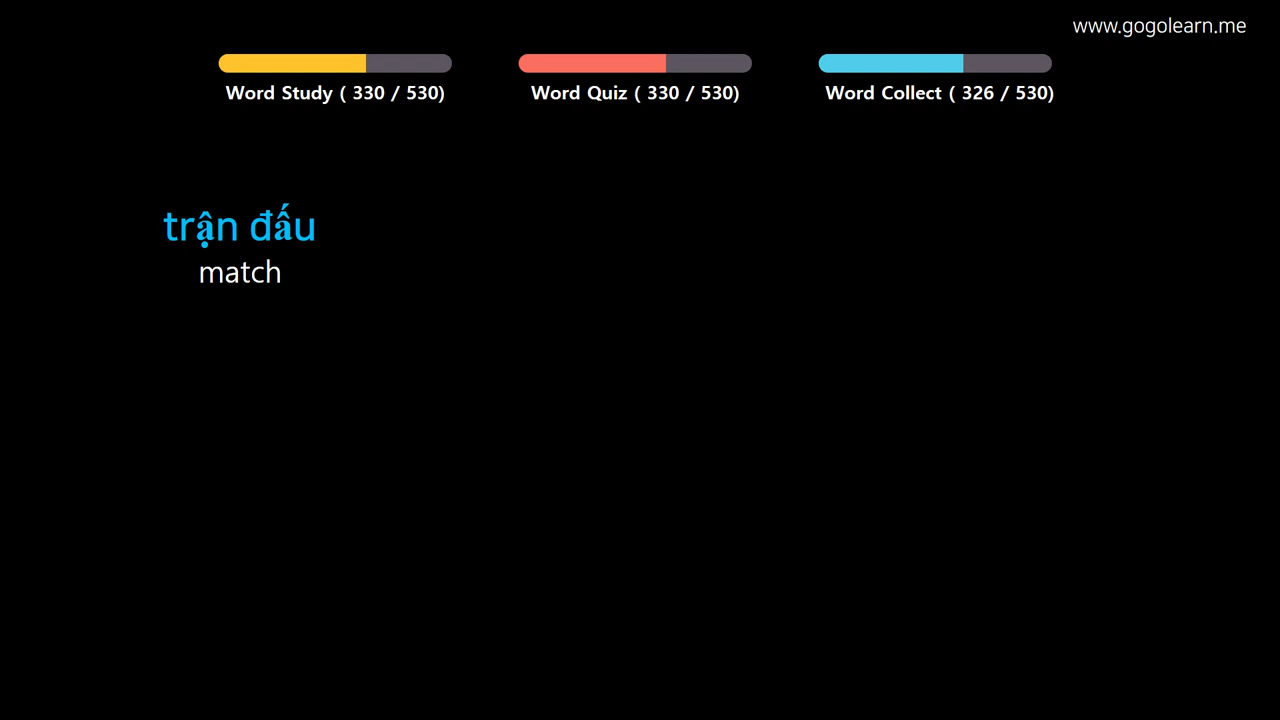 www.gogolearn.me
Word Study ( 330 / 530)
Word Quiz ( 330 / 530)
Word Collect ( 326 / 530)
trận đấu
match